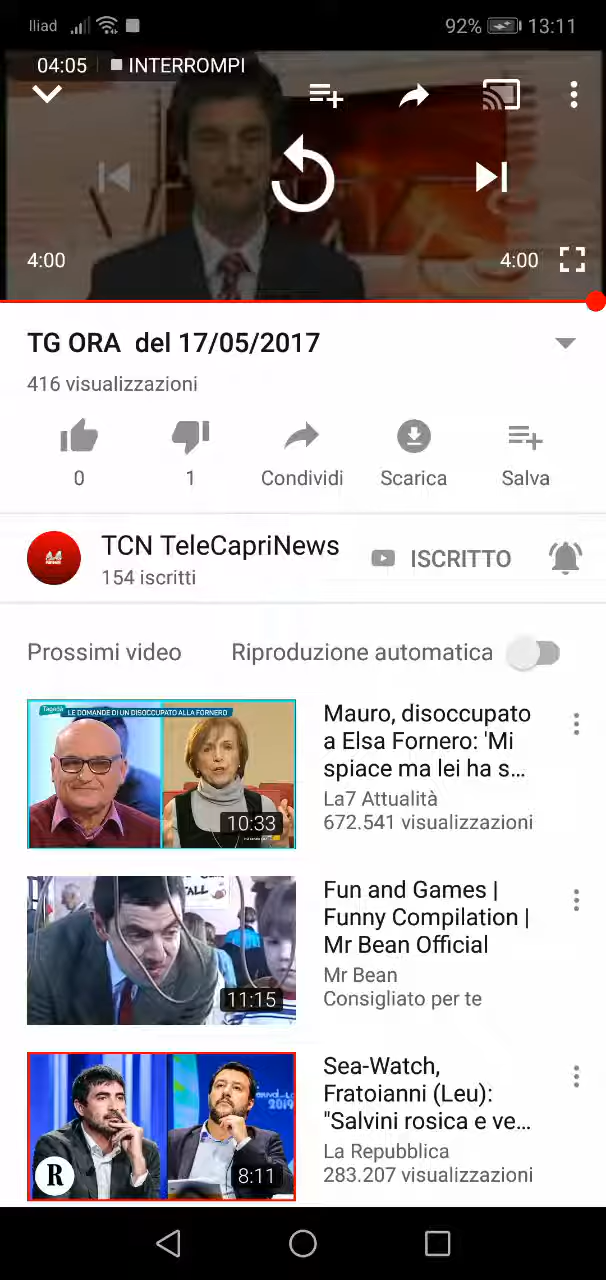 Iliad 92% 13:11
04:05 INTERROMPI
4:00 4:00
TG ORA del 17/05/2017
416 visualizzazioni
0 1 Condividi Scarica Salva
TCN TeleCapriNews
154 iscritti
ISCRITTO
Prossimi video Riproduzione automatica
Tagadà LE DOMANDE DI UN DISOCCUPATO ALLA FORNERO
10:33
Mauro, disoccupato
a Elsa Fornero: 'Mi
spiace ma lei ha s...
La7 Attualità
672.541 visualizzazioni
TALL
11:15
Fun and Games |
Funny Compilation |
Mr Bean Official
Mr Bean
Consigliato per te
2019
R
8:11
Sea-Watch,
Fratoianni (Leu):
"Salvini rosica e ve...
La Repubblica
283.207 visualizzazioni